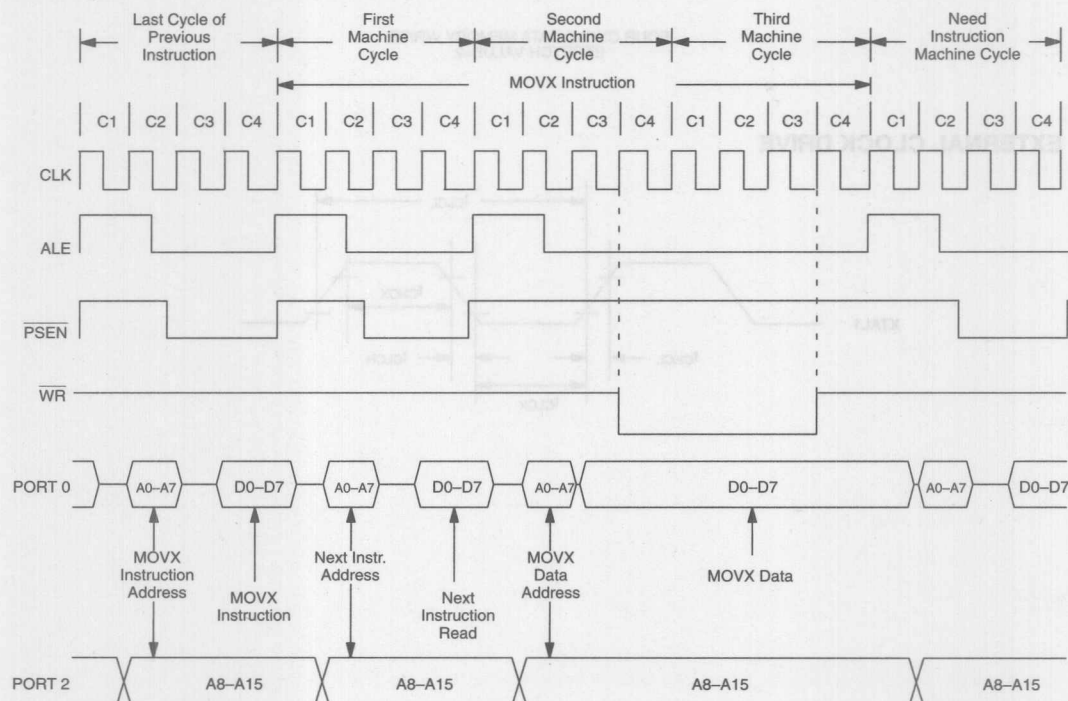 Last Cycle of
Previous
Instruction
First
Machine
Cycle
Second
Machine
Cycle
Third
Machine
Cycle
Need
Instruction
Machine Cycle
MOVX Instruction
C1 C2 C3 C4 C1 C2 C3 C4 C1 C2 C3 C4 C1 C2 C3 C4 C1 C2 C3 C4
CLK
ALE
PSEN
WR
PORT 0
A0–A7 D0–D7 A0–A7 D0–D7 A0–A7 D0–D7 A0–A7 D0–D7
MOVX
Instruction
Address
MOVX
Instruction
Next Instr.
Address
Next
Instruction
Read
MOVX
Data
Address
MOVX Data
PORT 2
A8–A15 A8–A15 A8–A15 A8–A15
EXTERNAL CLOCK DRIVE
XTAL1